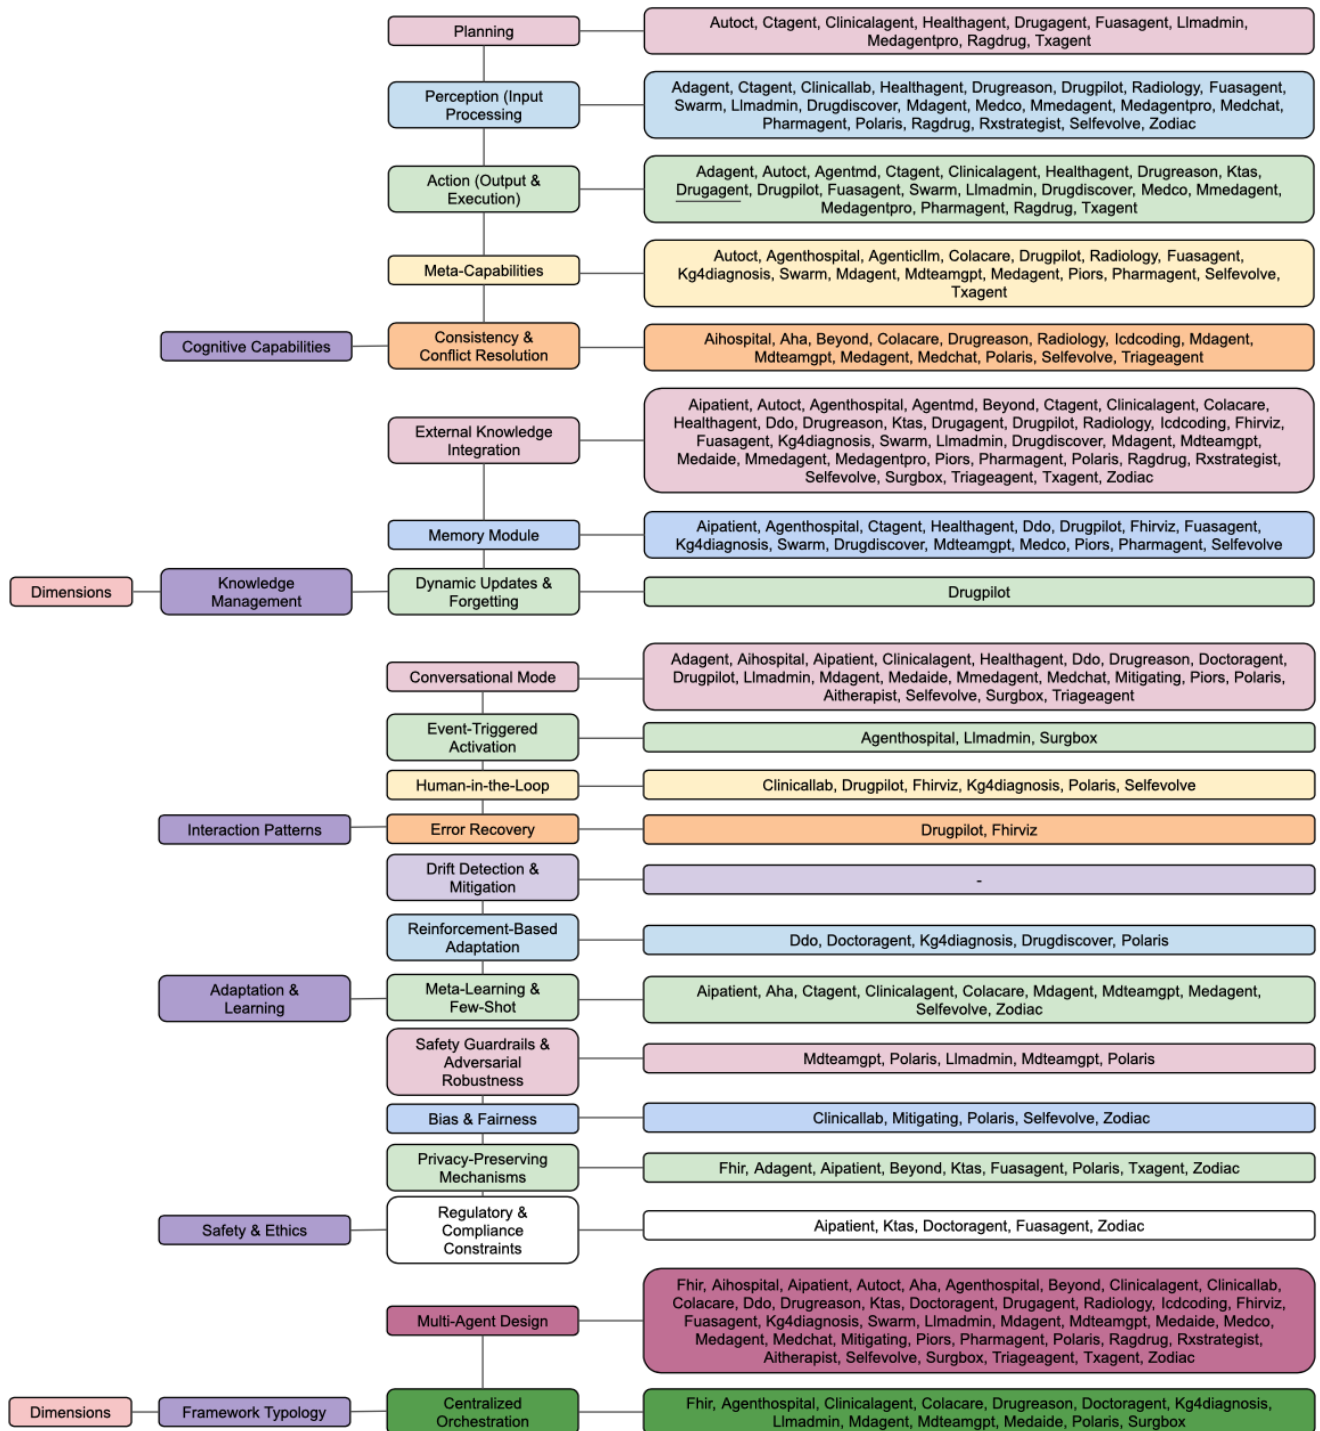 Planning
Autoct, Ctagent, Clinicalagent, Healthagent, Drugagent, Fuasagent, Llmadmin,
Medagentpro, Ragdrug, Txagent
Perception (Input
Processing
Adagent, Ctagent, Clinicallab, Healthagent, Drugreason, Drugpilot, Radiology, Fuasagent,
Swarm, Llmadmin, Drugdiscover, Mdagent, Medco, Mmedagent, Medagentpro, Medchat,
Pharmagent, Polaris, Ragdrug, Rxstrategist, Selfevolve, Zodiac
Action (Output &
Execution)
Adagent, Autoct, Agentmd, Ctagent, Clinicalagent, Healthagent, Drugreason, Ktas,
Drugagent, Drugpilot, Fuasagent, Swarm, Llmadmin, Drugdiscover, Medco, Mmedagent,
Medagentpro, Pharmagent, Ragdrug, Txagent
Meta-Capabilities
Autoct, Agenthospital, Agenticllm, Colacare, Drugpilot, Radiology, Fuasagent,
Kg4diagnosis, Swarm, Mdagent, Mdteamgpt, Medagent, Piors, Pharmagent, Selfevolve,
Txagent
Cognitive Capabilities
Consistency &
Conflict Resolution
Aihospital, Aha, Beyond, Colacare, Drugreason, Radiology, Icdcoding, Mdagent,
Mdteamgpt, Medagent, Medchat, Polaris, Selfevolve, Triageagent
External Knowledge
Integration
Aipatient, Autoct, Agenthospital, Agentmd, Beyond, Ctagent, Clinicalagent, Colacare,
Healthagent, Ddo, Drugreason, Ktas, Drugagent, Drugpilot, Radiology, Icdcoding, Fhirviz,
Fuasagent, Kg4diagnosis, Swarm, Llmadmin, Drugdiscover, Mdagent, Mdteamgpt,
Medaide, Mmedagent, Medagentpro, Piors, Pharmagent, Polaris, Ragdrug, Rxstrategist,
Selfevolve, Surgbox, Triageagent, Txagent, Zodiac
Memory Module
Aipatient, Agenthospital, Ctagent, Healthagent, Ddo, Drugpilot, Fhirviz, Fuasagent,
Kg4diagnosis, Swarm, Drugdiscover, Mdteamgpt, Medco, Piors, Pharmagent, Selfevolve
Dimensions
Knowledge
Management
Dynamic Updates &
Forgetting
Drugpilot
Conversational Mode
Adagent, Aihospital, Aipatient, Clinicalagent, Healthagent, Ddo, Drugreason, Doctoragent,
Drugpilot, Llmadmin, Mdagent, Medaide, Mmedagent, Medchat, Mitigating, Piors, Polaris,
Aitherapist, Selfevolve, Surgbox, Triageagent
Event-Triggered
Activation
Agenthospital, Llmadmin, Surgbox
Human-in-the-Loop
Clinicallab, Drugpilot, Fhirviz, Kg4diagnosis, Polaris, Selfevolve
Interaction Patterns
Error Recovery
Drugpilot, Fhirviz
Drift Detection &
Mitigation
-
Reinforcement-Based
Adaptation
Ddo, Doctoragent, Kg4diagnosis, Drugdiscover, Polaris
Adaptation &
Learning
Meta-Learning &
Few-Shot
Aipatient, Aha, Ctagent, Clinicalagent, Colacare, Mdagent, Mdteamgpt, Medagent,
Selfevolve, Zodiac
Safety Guardrails &
Adversarial
Robustness
Mdteamgpt, Polaris, Llmadmin, Mdteamgpt, Polaris
Bias & Fairness
Clinicallab, Mitigating, Polaris, Selfevolve, Zodiac
Privacy-Preserving
Mechanisms
Fhir, Adagent, Aipatient, Beyond, Ktas, Fuasagent, Polaris, Txagent, Zodiac
Safety & Ethics
Regulatory &
Compliance
Constraints
Aipatient, Ktas, Doctoragent, Fuasagent, Zodiac
Multi-Agent Design
Fhir, Aihospital, Aipatient, Autoct, Aha, Agenthospital, Beyond, Clinicalagent, Clinicallab,
Colacare, Ddo, Drugreason, Ktas, Doctoragent, Drugagent, Radiology, Icdcoding, Fhirviz,
Fuasagent, Kg4diagnosis, Swarm, Llmadmin, Mdagent, Mdteamgpt, Medaide, Medco,
Medagent, Medchat, Mitigating, Piors, Pharmagent, Polaris, Ragdrug, Rxstrategist,
Aitherapist, Selfevolve, Surgbox, Triageagent, Txagent, Zodiac
Dimensions
Framework Typology
Centralized
Orchestration
Fhir, Agenthospital, Clinicalagent, Colacare, Drugreason, Doctoragent, Kg4diagnosis,
Llmadmin, Mdagent, Mdteamgpt, Medaide, Polaris, Surgbox